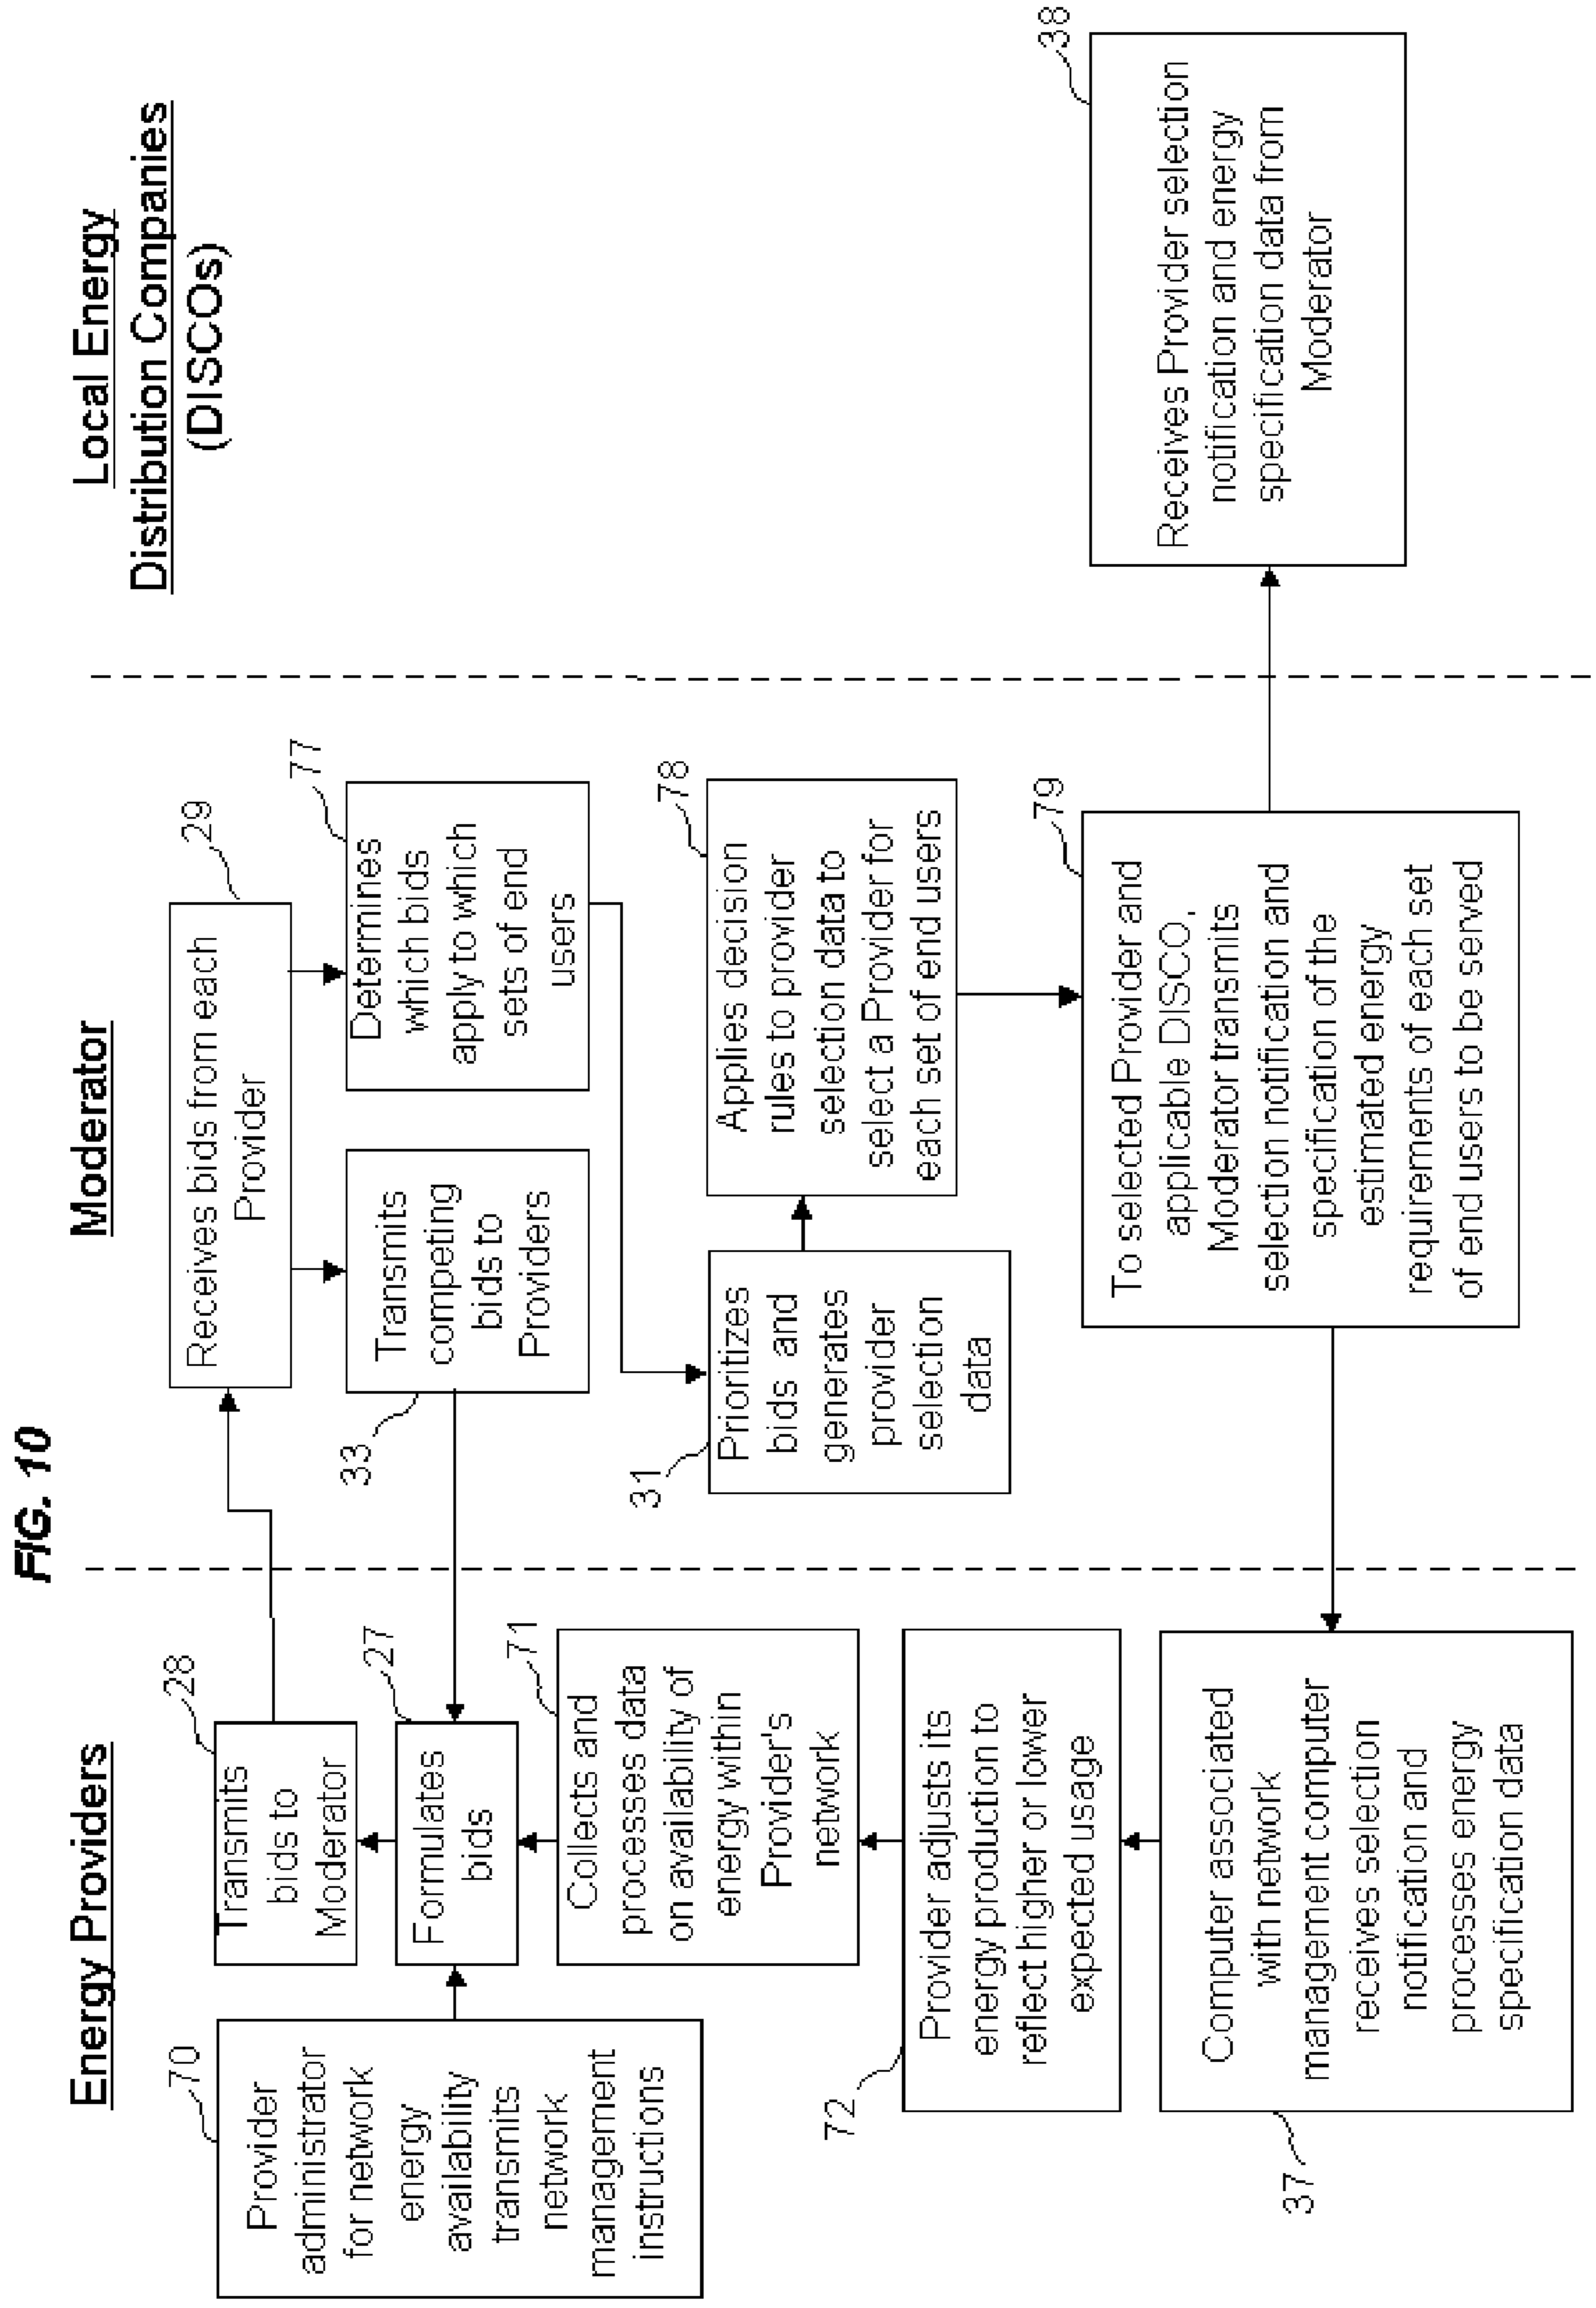 FIG. 10
Energy Providers
Moderator
Local Energy
Distribution Companies
(DISCOs)
70
Provider
administrator
for network
energy
availability
transmits
network
management
instructions
28
Transmits
bids to
Moderator
27
Formulates
bids
71
Collects and
processes data
on availability of
energy within
Provider's
network
72
Provider adjusts its
energy production to
reflect higher or lower
expected usage
37
Computer associated
with network
management computer
receives selection
notification and
processes energy
specification data
29
Receives bids from each
Provider
33
Transmits
competing
bids to
Providers
77
Determines
which bids
apply to which
sets of end
users
31
Prioritizes
bids and
generates
provider
selection
data
78
Applies decision
rules to provider
selection data to
select a Provider for
each set of end users
79
To selected Provider and
applicable DISCO,
Moderator transmits
selection notification and
specification of the
estimated energy
requirements of each set
of end users to be served
38
Receives Provider selection
notification and energy
specification data from
Moderator